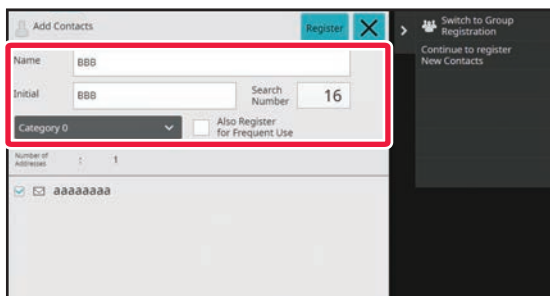 Add Contacts
Register
Name
BBB
Initial
BBB
Search
Number
16
Category 0
Also Register
for Frequent Use
Number of
Addresses
:
1
aaaaaaaa
Switch to Group
Registration
Continue to register
New Contacts